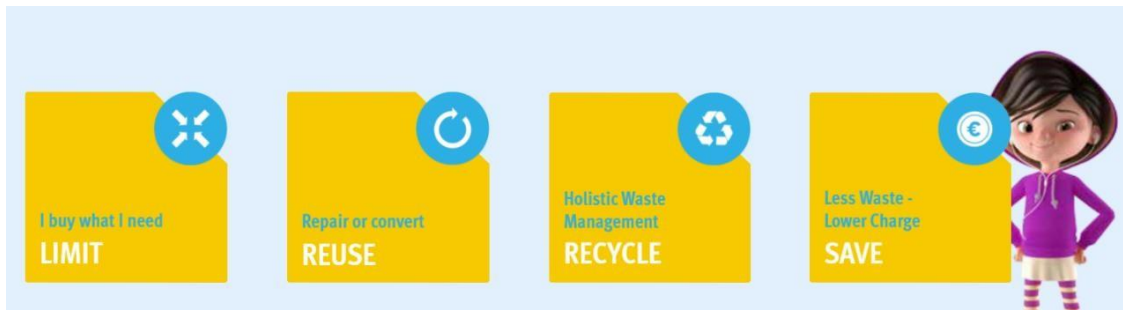 I buy what I need
LIMIT
Repair or convert
REUSE
Holistic Waste
Management
RECYCLE
€
Less Waste -
Lower Charge
SAVE